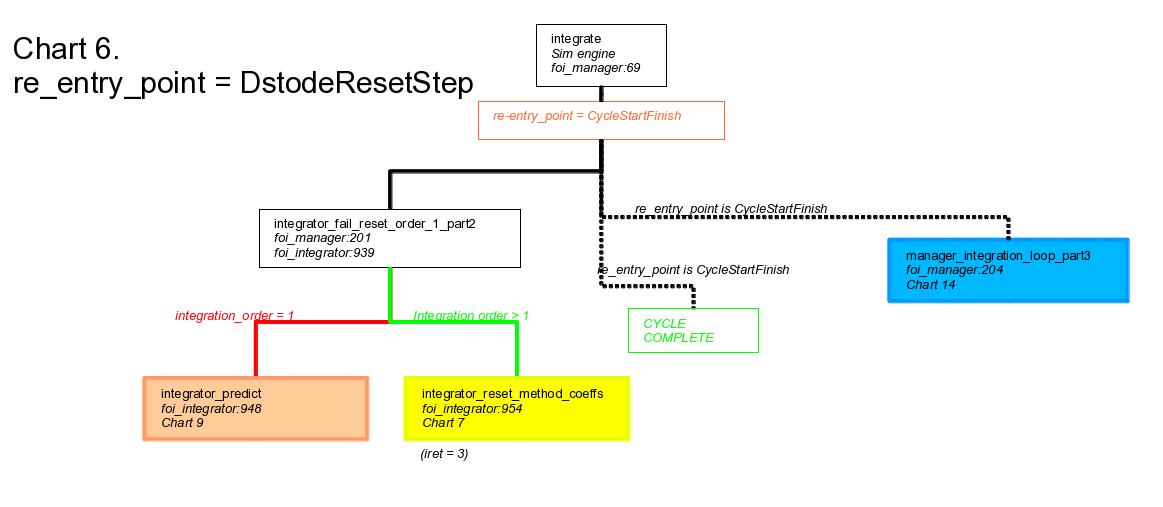 Chart 6.
re_entry_point = DstodeResetStep
integrate
Sim engine
foi_manager:69
re-entry_point = CycleStartFinish
re_entry_point is CycleStartFinish
integrator_fail_reset_order_1_part2
foi_manager:201
foi_integrator:939
manager_integration_loop_part3
foi_manager:204
Chart 14
re_entry_point is CycleStartFinish
integration_order = 1
Integration order > 1
CYCLE
COMPLETE
integrator_predict
foi_integrator:948
Chart 9
integrator_reset_method_coeffs
foi_integrator:954
Chart 7
(iret = 3)